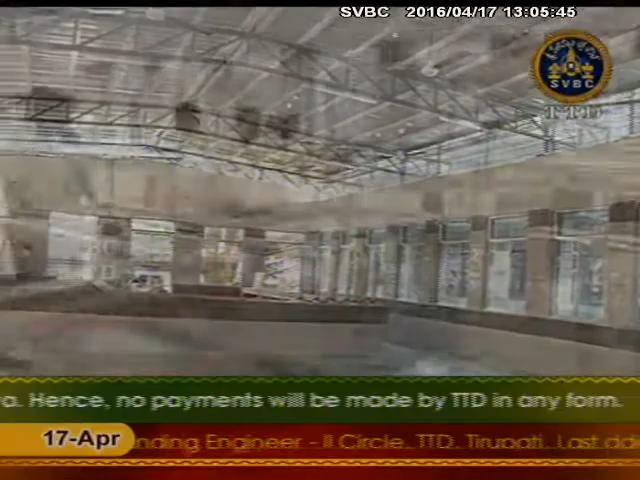 SVBC 2016/04/17 13:05:45
SVBC
TTD
a. Hence, no payments will be made by TTD in any form.
17-Apr
nding Engineer - II Circle, TTD, Tirupati. Last da